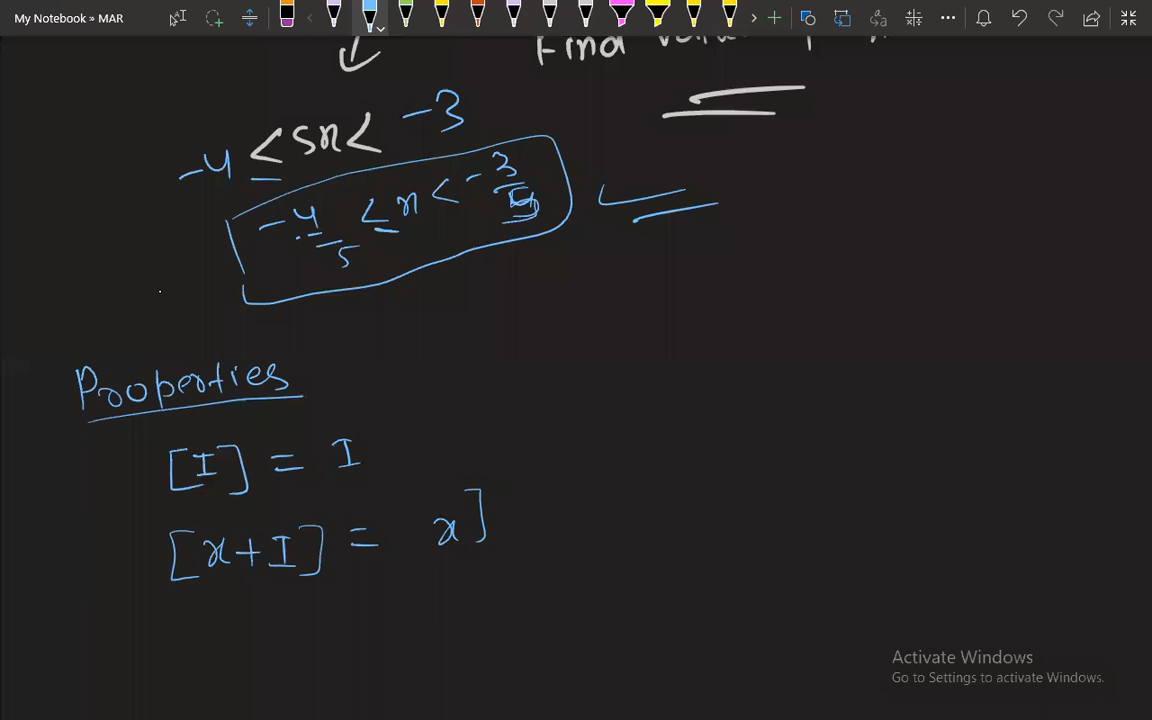 My Notebook » MAR
Find
-4 < 5x < -3
-4/5 < x < -3/5
Properties
[I] = I
[x+I] = x]
Activate Windows
Go to Settings to activate Windows.